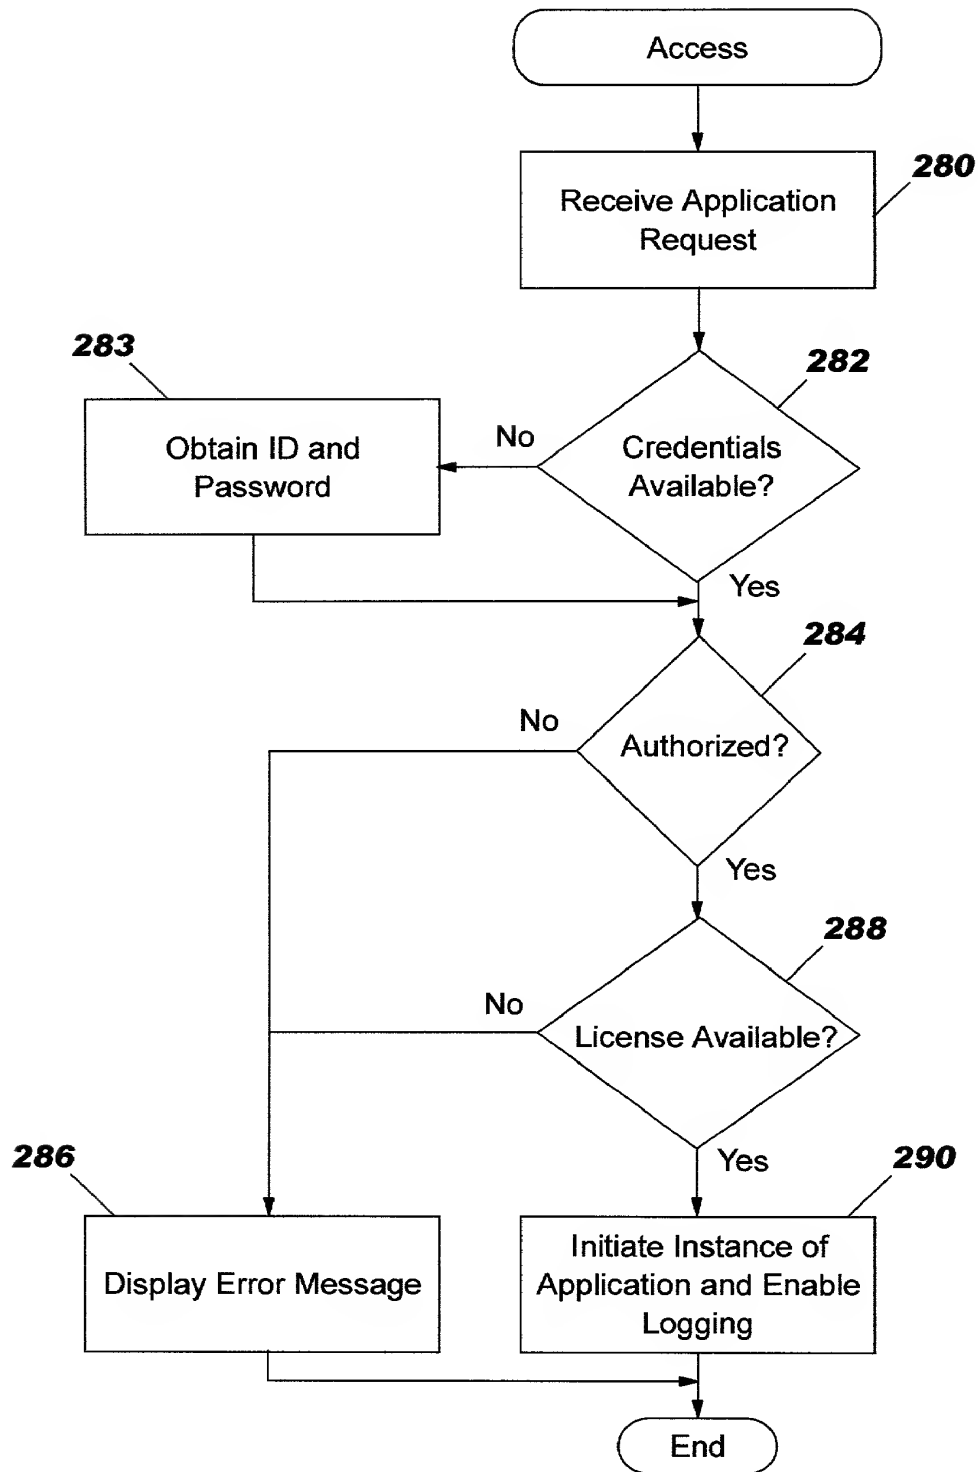 Access
280
Receive Application
Request
283
282
Obtain ID and
Password
No
Credentials
Available?
Yes
284
No
Authorized?
Yes
288
No
License Available?
286
Yes
290
Display Error Message
Initiate Instance of
Application and Enable
Logging
End